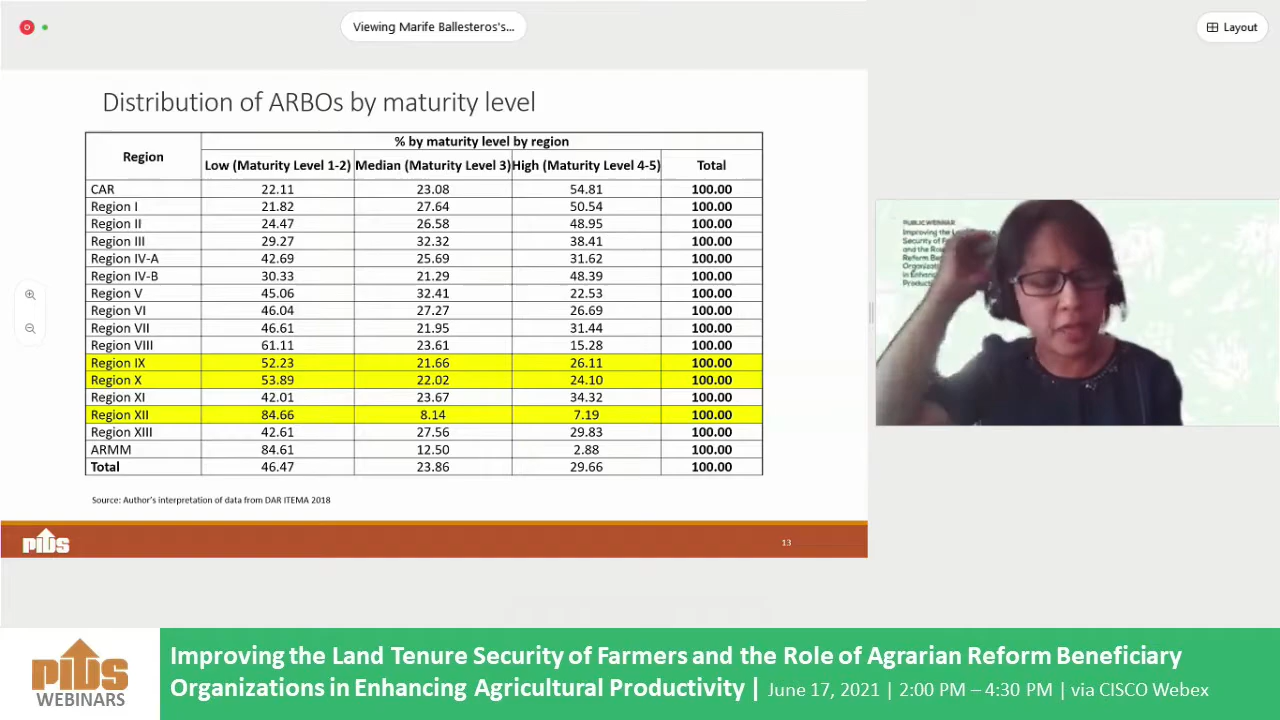 Viewing Marife Ballesteros's...
Layout
Distribution of ARBOs by maturity level
Region
% by maturity level by region
Low (Maturity Level 1-2) Median (Maturity Level 3) High (Maturity Level 4-5) Total
CAR 22.11 23.08 54.81 100.00
Region I 21.82 27.64 50.54 100.00
Region II 24.47 26.58 48.95 100.00
Region III 29.27 32.32 38.41 100.00
Region IV-A 42.69 25.69 31.62 100.00
Region IV-B 30.33 21.29 48.39 100.00
Region V 45.06 32.41 22.53 100.00
Region VI 46.04 27.27 26.69 100.00
Region VII 46.61 21.95 31.44 100.00
Region VIII 61.11 23.61 15.28 100.00
Region IX 52.23 21.66 26.11 100.00
Region X 53.89 22.02 24.10 100.00
Region XI 42.01 23.67 34.32 100.00
Region XII 84.66 8.14 7.19 100.00
Region XIII 42.61 27.56 29.83 100.00
ARMM 84.61 12.50 2.88 100.00
Total 46.47 23.86 29.66 100.00
Source: Author's interpretation of data from DAR ITEMA 2018
PIDS
13
PUBLIC WEBINAR
Improving the
Security of
and the
Reform
PIDS
WEBINARS
Improving the Land Tenure Security of Farmers and the Role of Agrarian Reform Beneficiary
Organizations in Enhancing Agricultural Productivity | June 17, 2021 | 2:00 PM – 4:30 PM | via CISCO Webex